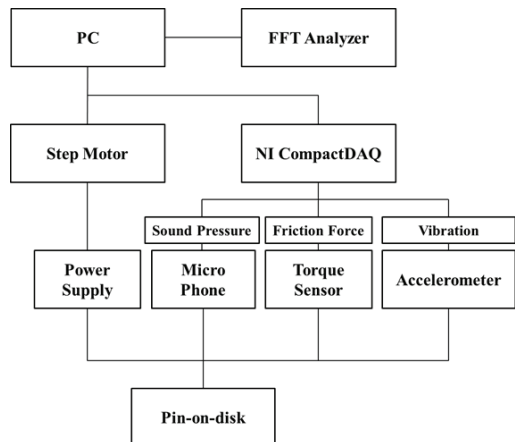 PC
FFT Analyzer
Step Motor
NI CompactDAQ
Sound Pressure
Friction Force
Vibration
Power
Supply
Micro
Phone
Torque
Sensor
Accelerometer
Pin-on-disk